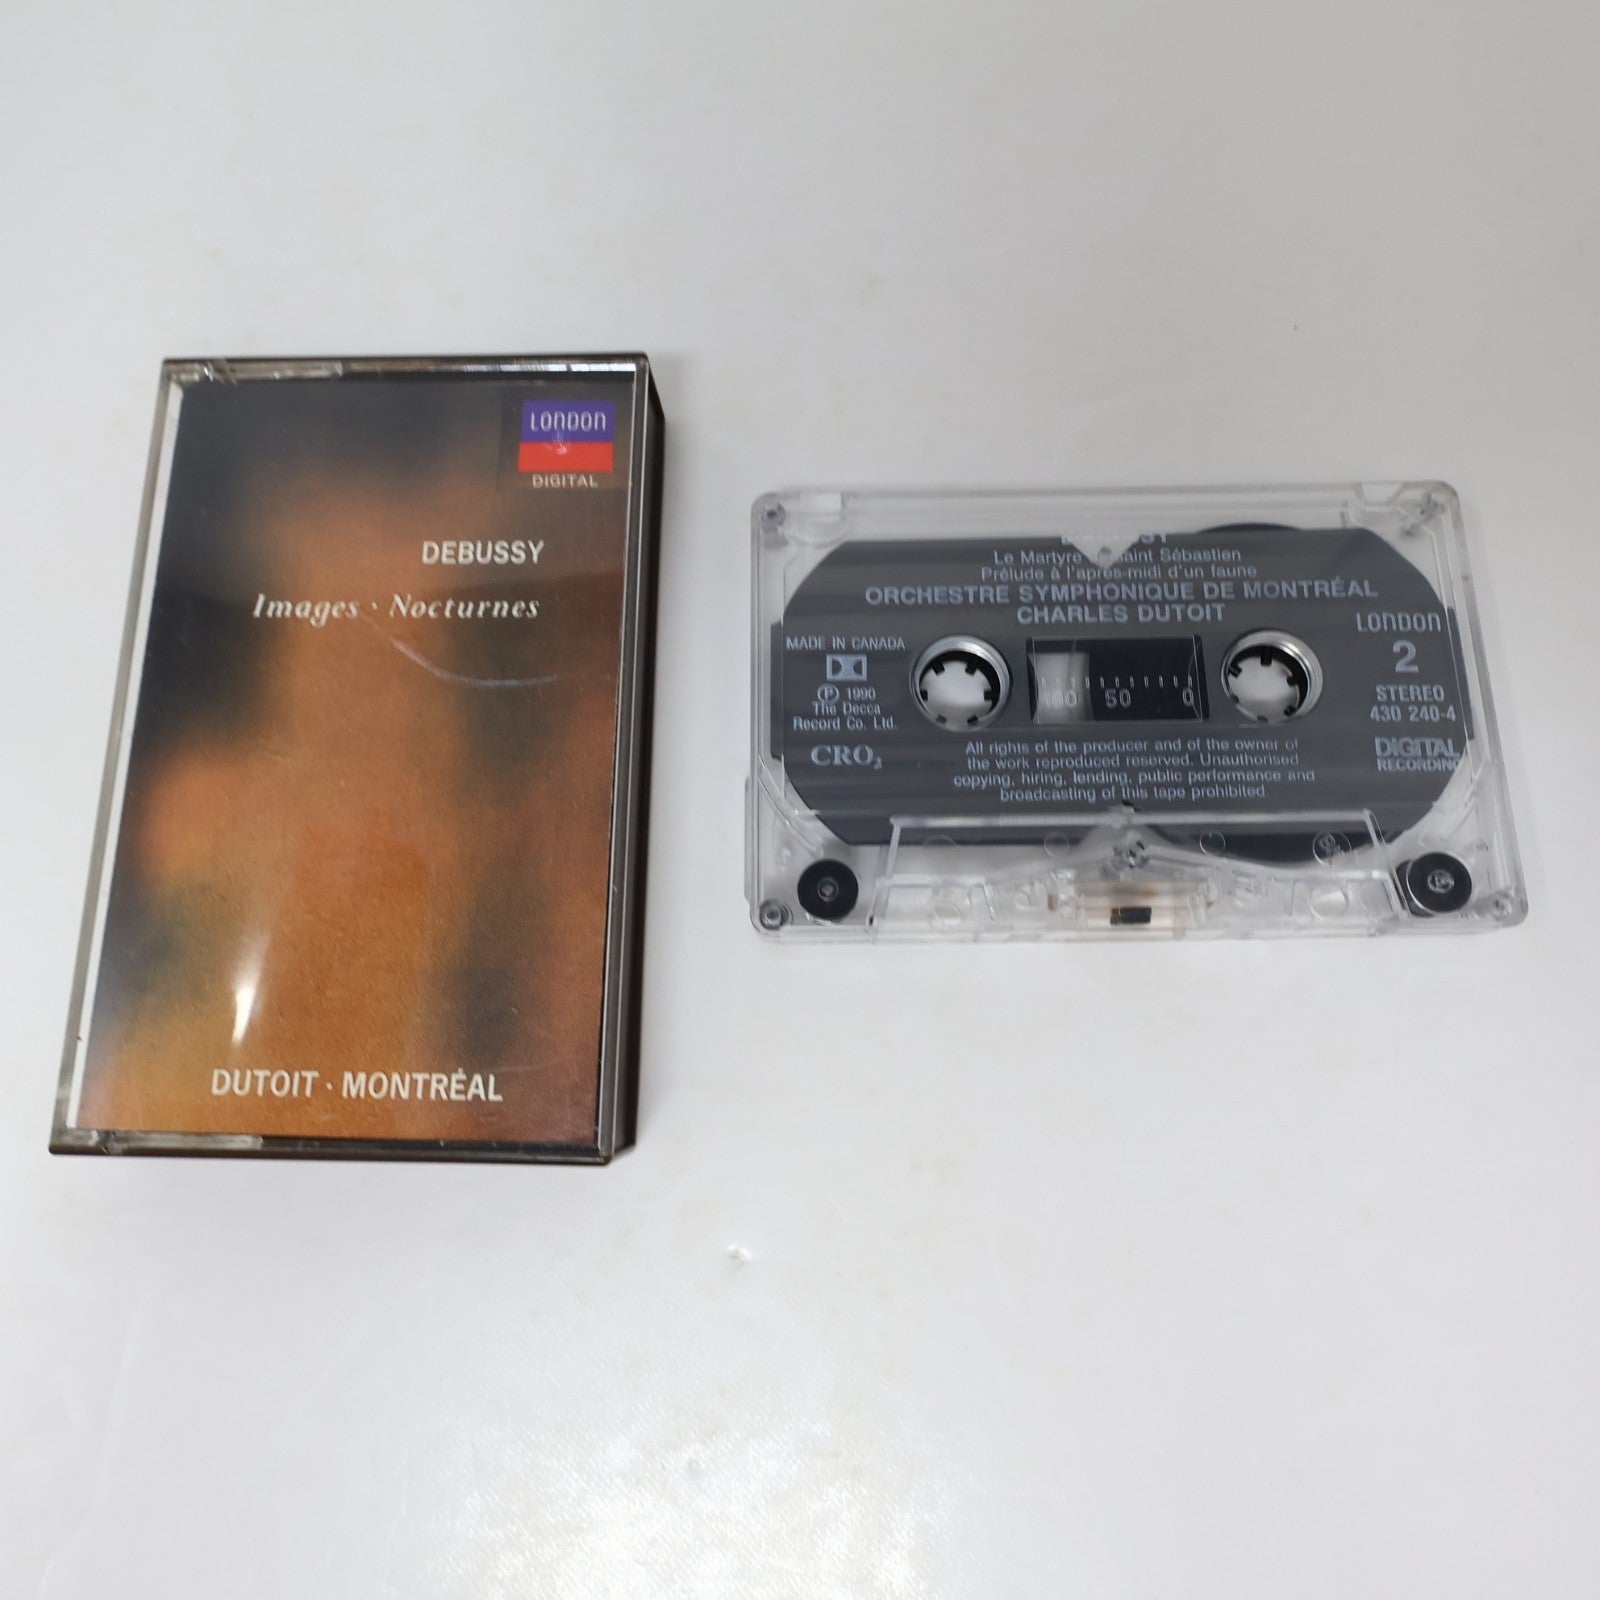 LONDON
DIGITAL
DEBUSSY
Images · Nocturnes
DUTOIT · MONTRÉAL
Le Martyre Saint Sébastien
Prélude à l'après-midi d'un faune
ORCHESTRE SYMPHONIQUE DE MONTRÉAL
CHARLES DUTOIT
MADE IN CANADA
℗ 1990
The Decca
Record Co. Ltd.
CRO₂
100 50 0
LONDON
2
STEREO
430 240-4
DIGITAL
RECORDING
All rights of the producer and of the owner of
the work reproduced reserved. Unauthorised
copying, hiring, lending, public performance and
broadcasting of this tape prohibited.